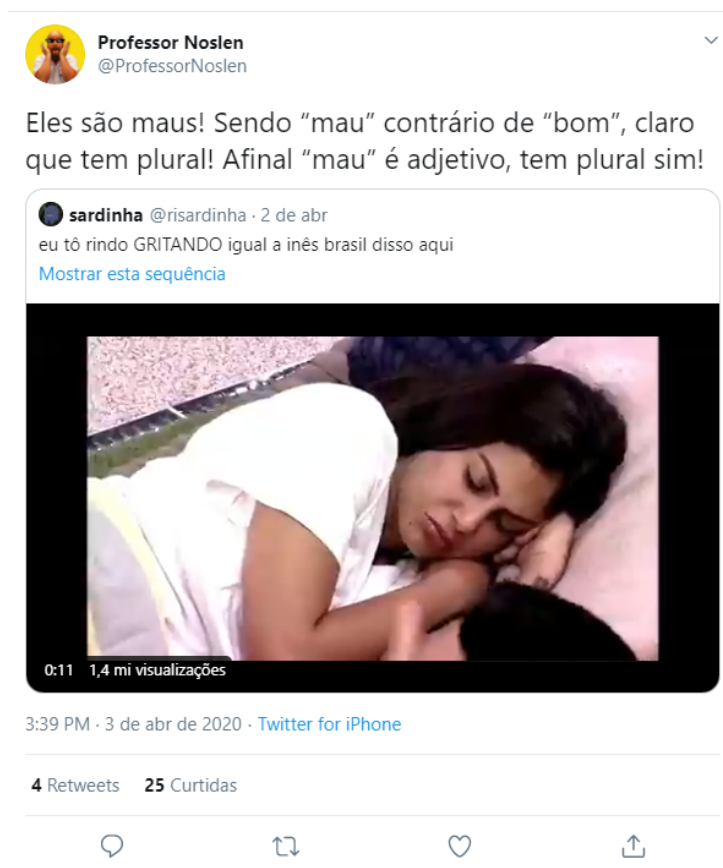 Professor Noslen
@ProfessorNoslen
Eles são maus! Sendo “mau” contrário de “bom”, claro
que tem plural! Afinal “mau” é adjetivo, tem plural sim!
sardinha @risardinha · 2 de abr
eu tô rindo GRITANDO igual a inês brasil disso aqui
Mostrar esta sequência
0:11 1,4 mi visualizações
3:39 PM · 3 de abr de 2020 · Twitter for iPhone
4 Retweets 25 Curtidas